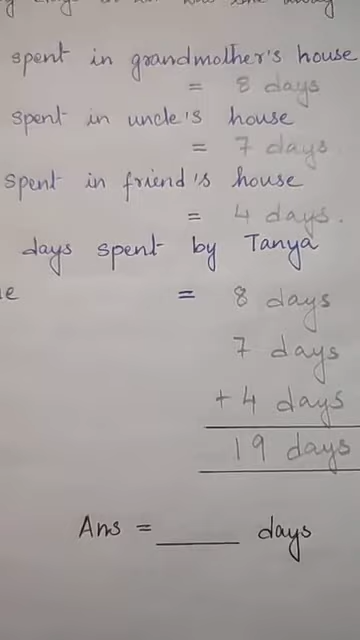 spent in grandmother's house
= 8 days
spent in uncle's house
= 7 days
spent in friend's house
= 4 days.
days spent by Tanya
= 8 days
7 days
+ 4 days
19 days
Ans = ______ days